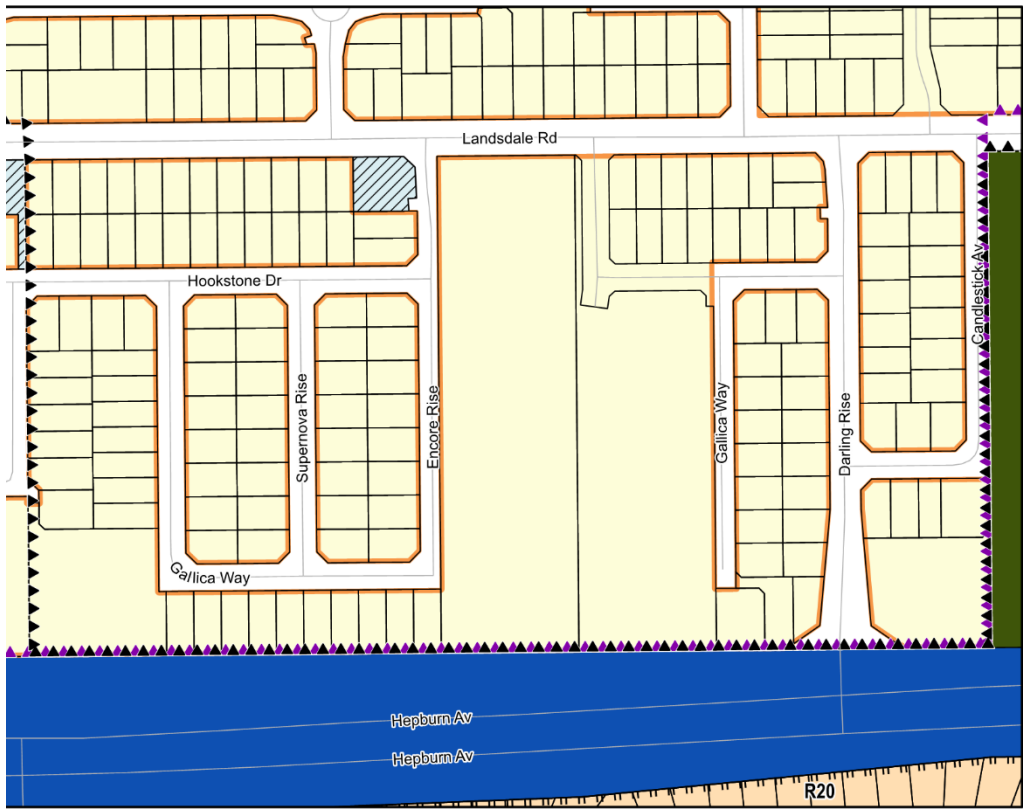 Landsdale Rd
Hookstone Dr
Candlestick Av
Supernova Rise
Encore Rise
Gallica Way
Darling Rise
Gallica Way
Hepburn Av
Hepburn Av
R20